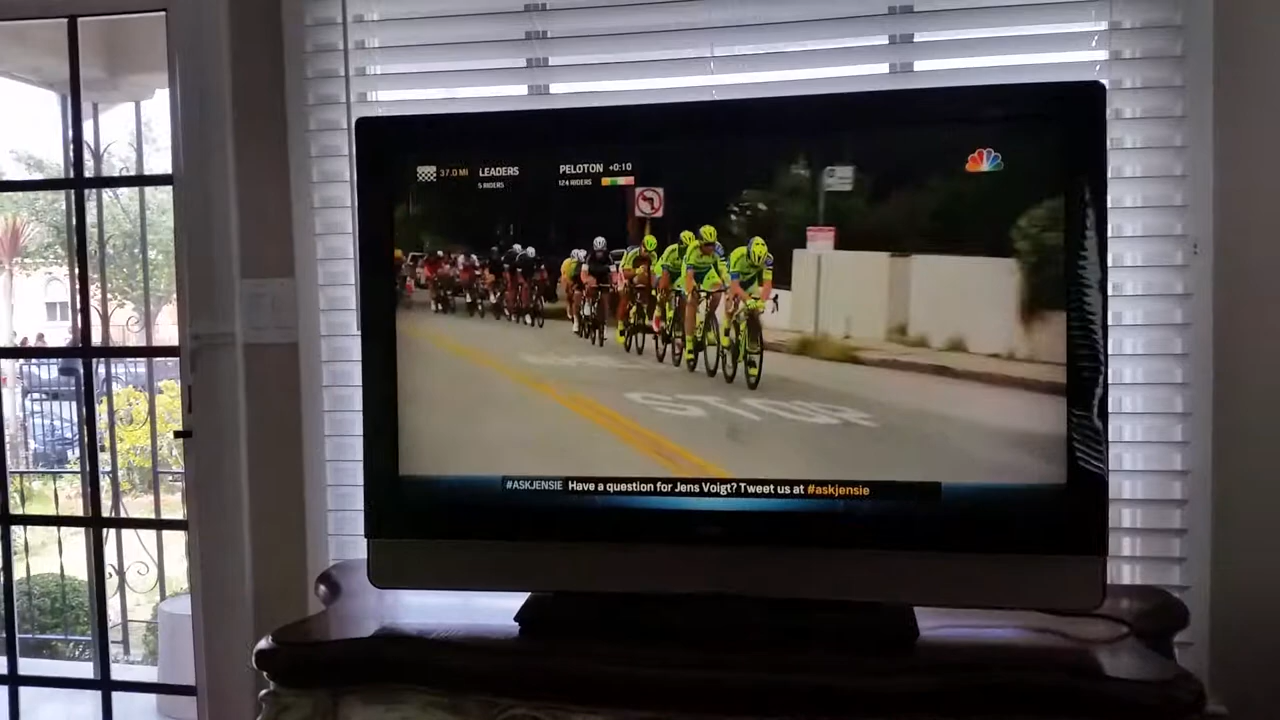 37.0 MI LEADERS PELOTON +0:10
5 RIDERS 124 RIDERS
STOP
#ASKJENSIE Have a question for Jens Voigt? Tweet us at #askjensie